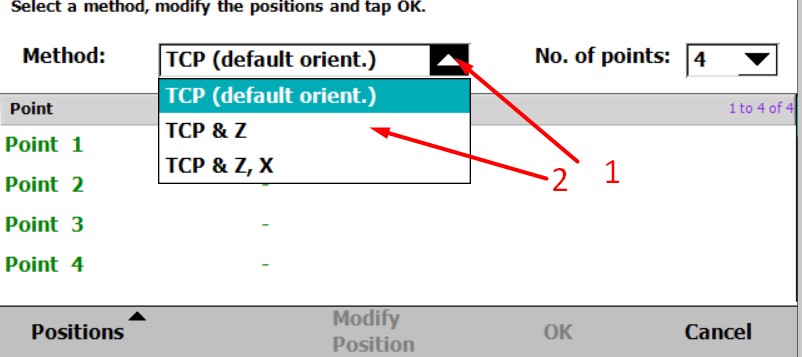 Select a method, modify the positions and tap OK.
Method: TCP (default orient.) No. of points: 4
TCP (default orient.)
Point 1 to 4 of 4
TCP & Z
Point 1
TCP & Z, X
1
2
Point 2 -
Point 3 -
Point 4 -
Positions Modify Position OK Cancel